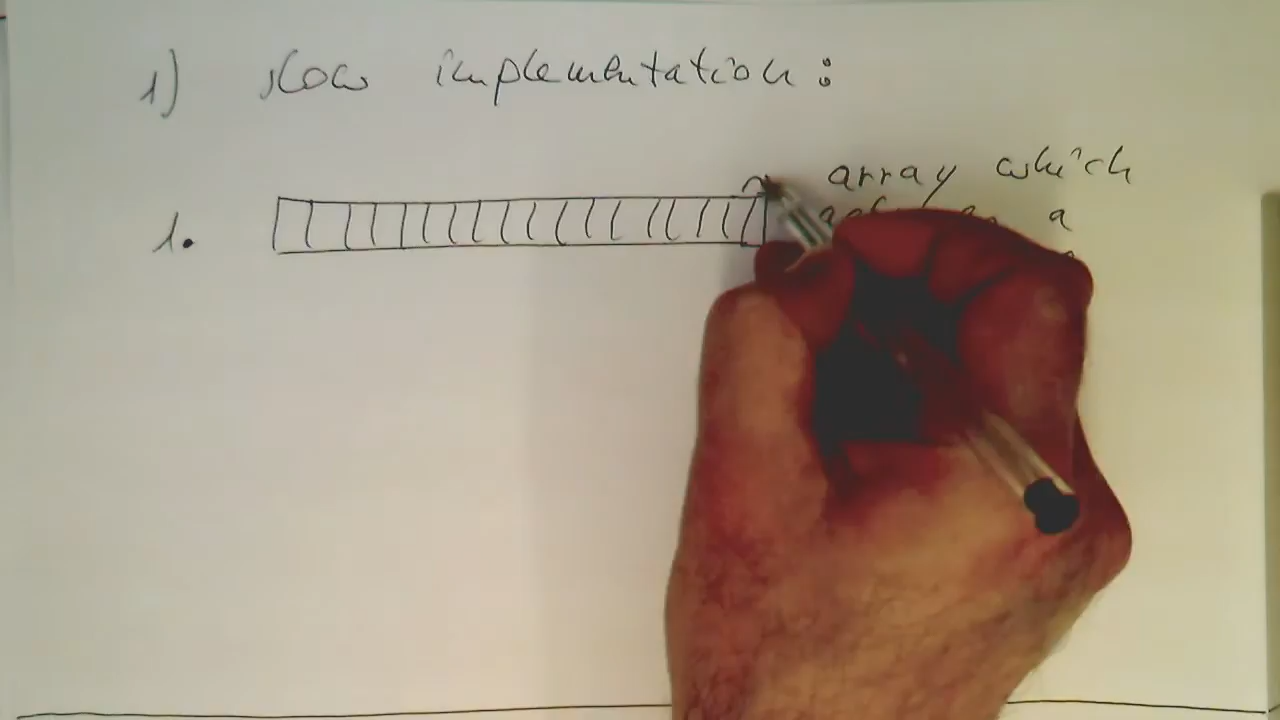 1) slow implementation:
1. array which
a